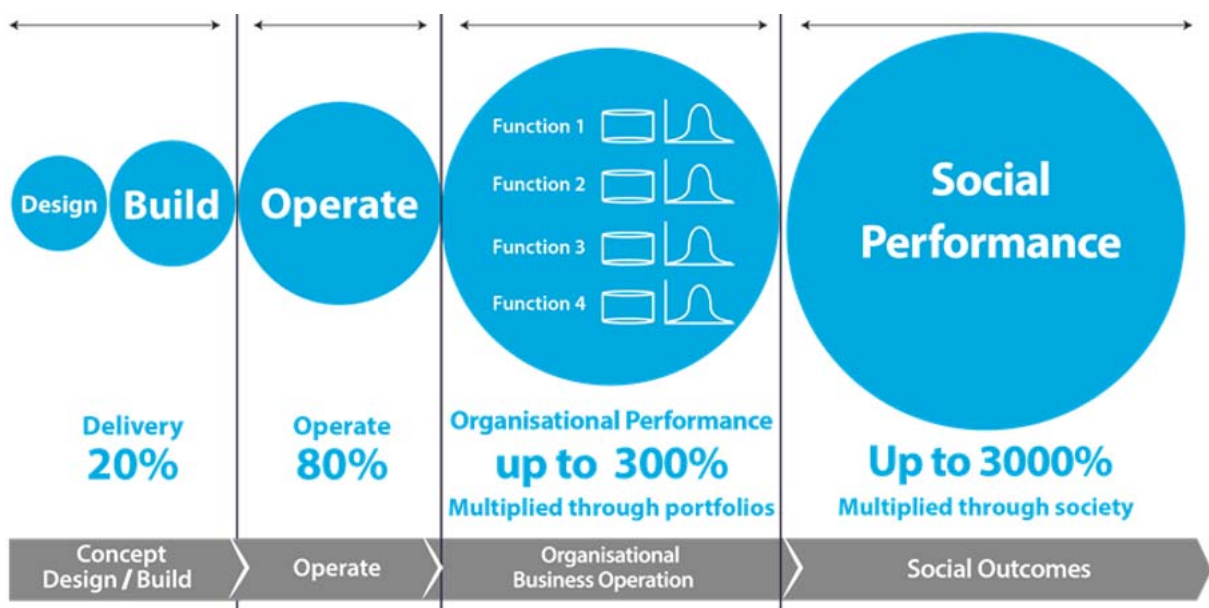 Design
Build
Operate
Function 1
Function 2
Function 3
Function 4
Social
Performance
Delivery
20%
Operate
80%
Organisational Performance
up to 300%
Multiplied through portfolios
Up to 3000%
Multiplied through society
Concept
Design / Build
Operate
Organisational
Business Operation
Social Outcomes